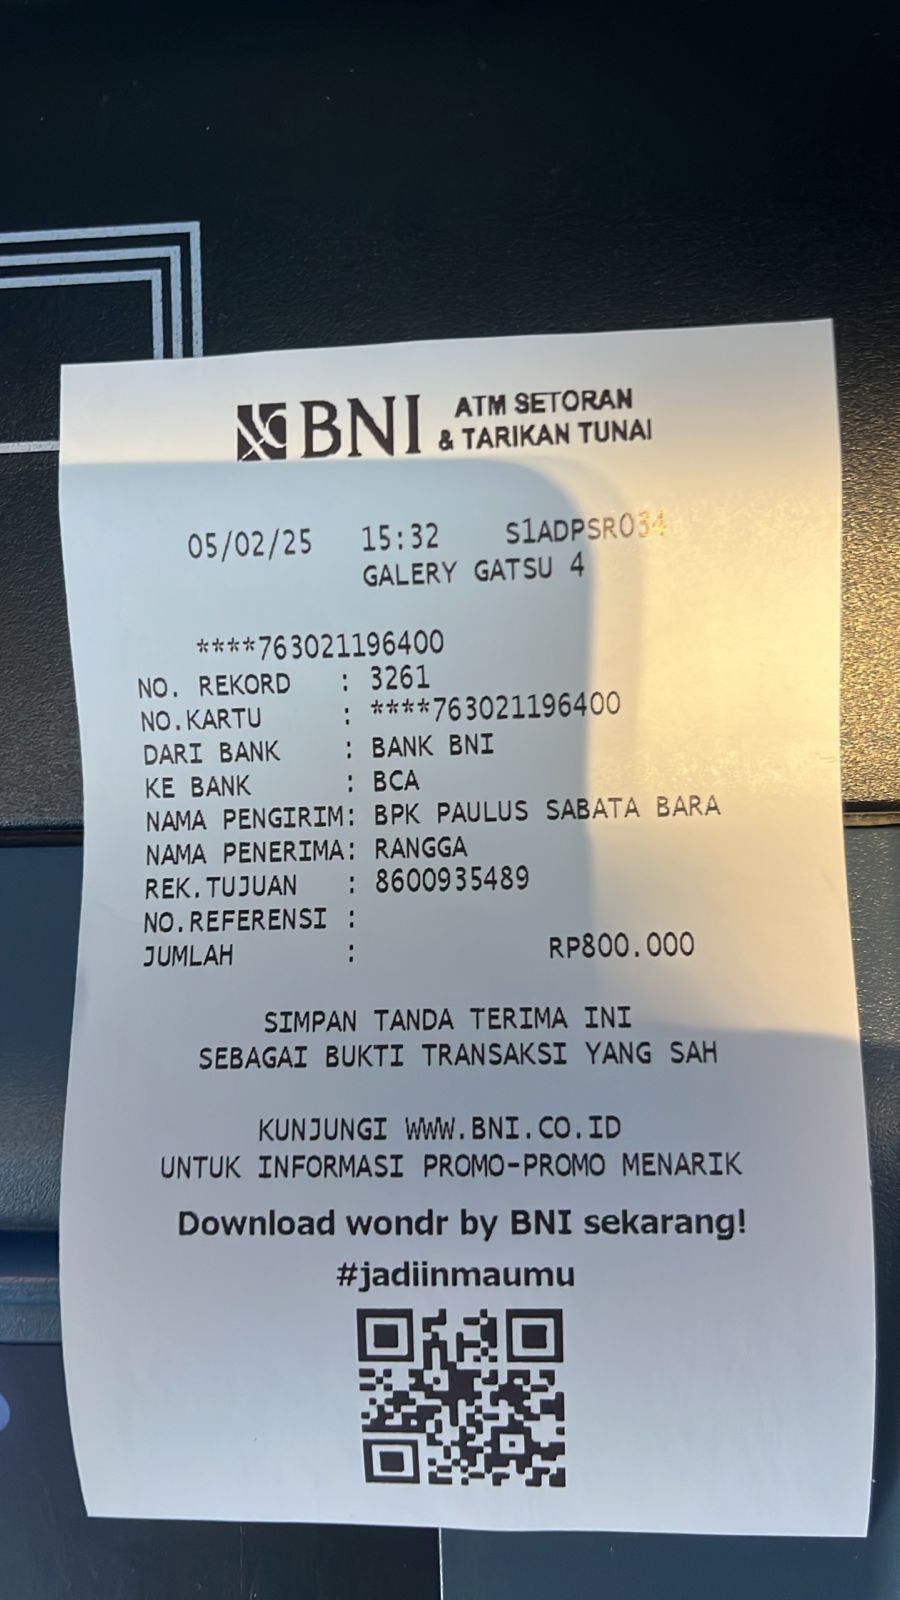 BNI ATM SETORAN
& TARIKAN TUNAI
05/02/25 15:32 S1ADPSR034
GALERY GATSU 4
****763021196400
NO. REKORD : 3261
NO.KARTU : ****763021196400
DARI BANK : BANK BNI
KE BANK : BCA
NAMA PENGIRIM: BPK PAULUS SABATA BARA
NAMA PENERIMA: RANGGA
REK.TUJUAN : 8600935489
NO.REFERENSI :
JUMLAH : RP800.000
SIMPAN TANDA TERIMA INI
SEBAGAI BUKTI TRANSAKSI YANG SAH
KUNJUNGI WWW.BNI.CO.ID
UNTUK INFORMASI PROMO-PROMO MENARIK
Download wondr by BNI sekarang!
#jadiinmaumu